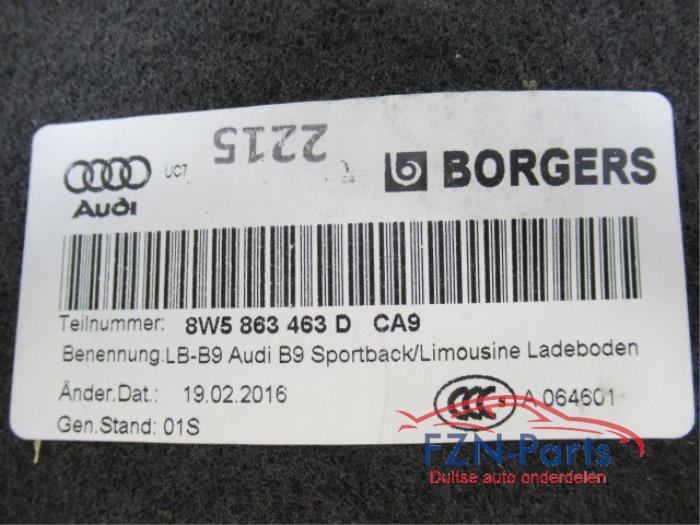 2215
UC7
Audi
BORGERS
Teilnummer: 8W5 863 463 D CA9
Benennung:LB-B9 Audi B9 Sportback/Limousine Ladeboden
Änder.Dat.: 19.02.2016
CCC S A 064601
Gen.Stand: 01S
FZN-Parts
Duitse auto onderdelen